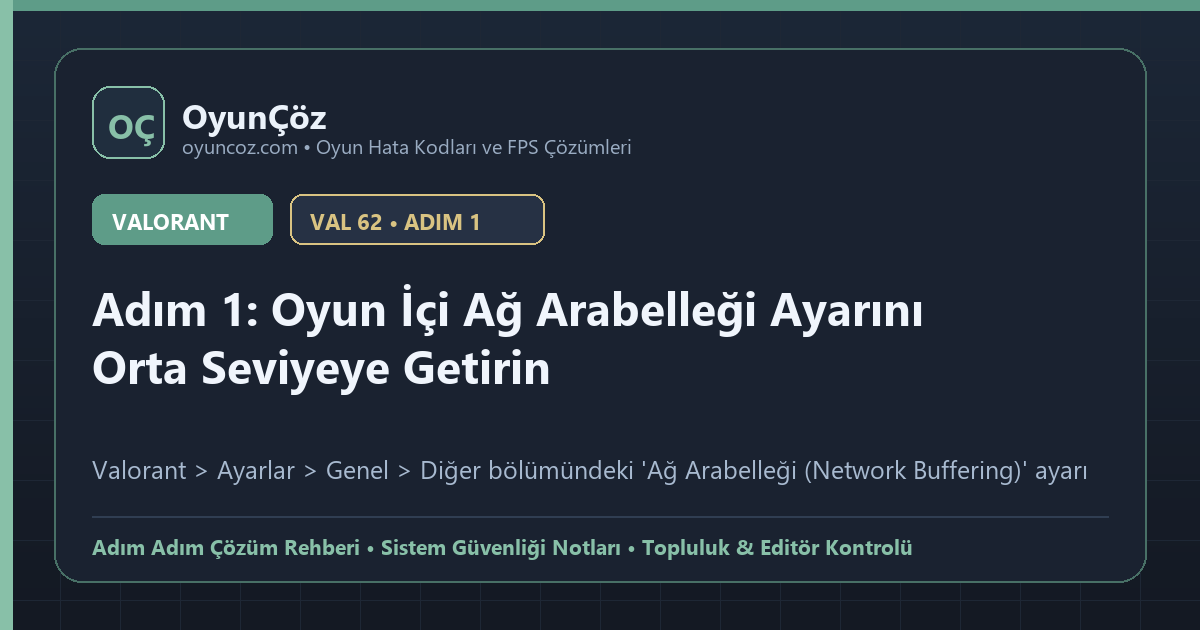 OÇ
OyunÇöz
oyuncoz.com • Oyun Hata Kodları ve FPS Çözümleri
VALORANT
VAL 62 • ADIM 1
Adım 1: Oyun İçi Ağ Arabelleği Ayarını
Orta Seviyeye Getirin
Valorant > Ayarlar > Genel > Diğer bölümündeki 'Ağ Arabelleği (Network Buffering)' ayarı
Adım Adım Çözüm Rehberi • Sistem Güvenliği Notları • Topluluk & Editör Kontrolü